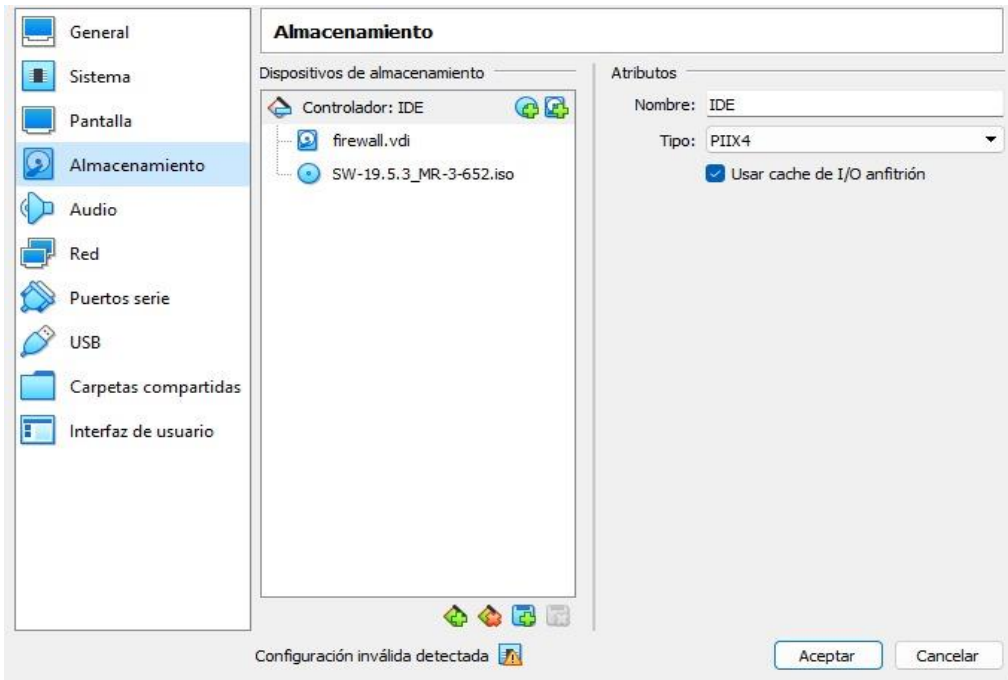 General
Sistema
Pantalla
Almacenamiento
Audio
Red
Puertos serie
USB
Carpetas compartidas
Interfaz de usuario
Almacenamiento
Dispositivos de almacenamiento
Controlador: IDE
firewall.vdi
SW-19.5.3_MR-3-652.iso
Atributos
Nombre: IDE
Tipo: PIIX4
Usar cache de I/O anfitrión
Configuración inválida detectada
Aceptar
Cancelar